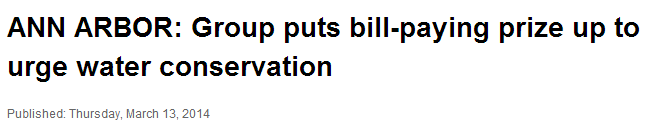 ANN ARBOR: Group puts bill-paying prize up to
urge water conservation
Published: Thursday, March 13, 2014